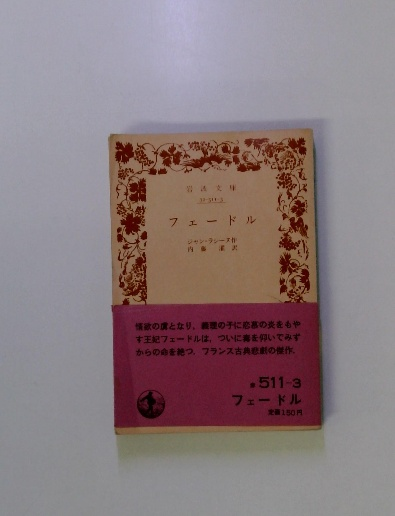 岩波文庫
フェードル
ジャン・ラシーヌ作
内藤濯訳
情欲の虜となり、義理の子に恋慕の炎をもや
す王妃フェードルは、ついに毒を仰いでみず
からの命を絶つ。フランス古典悲劇の傑作。
赤 511-3
フェードル
定価150円